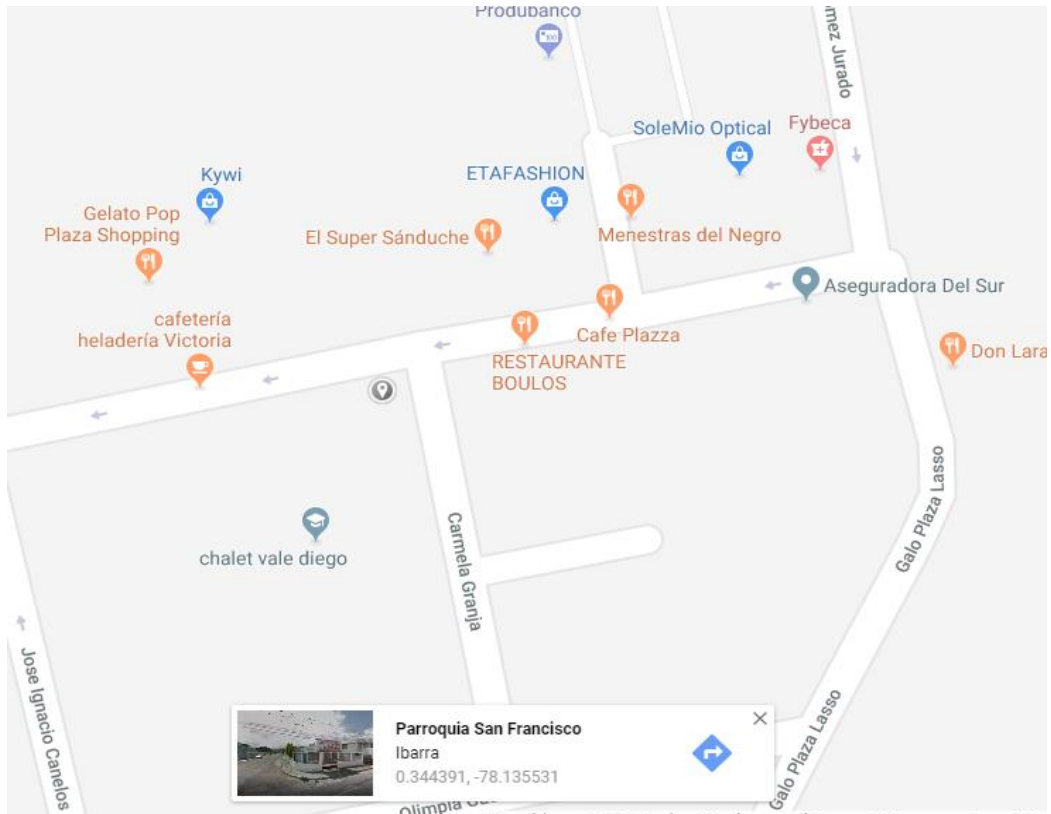 Produbanco
mez Jurado
SoleMio Optical
Fybeca
Kywi
ETAFASHION
Gelato Pop
Plaza Shopping
El Super Sánduche
Menestras del Negro
Aseguradora Del Sur
cafetería
heladería Victoria
Cafe Plazza
RESTAURANTE
BOULOS
Don Lara
Galo Plaza Lasso
chalet vale diego
Carmela Granja
Jose Ignacio Canelos
Galo Plaza Lasso
Parroquia San Francisco
Ibarra
0.344391, -78.135531
Olimpia